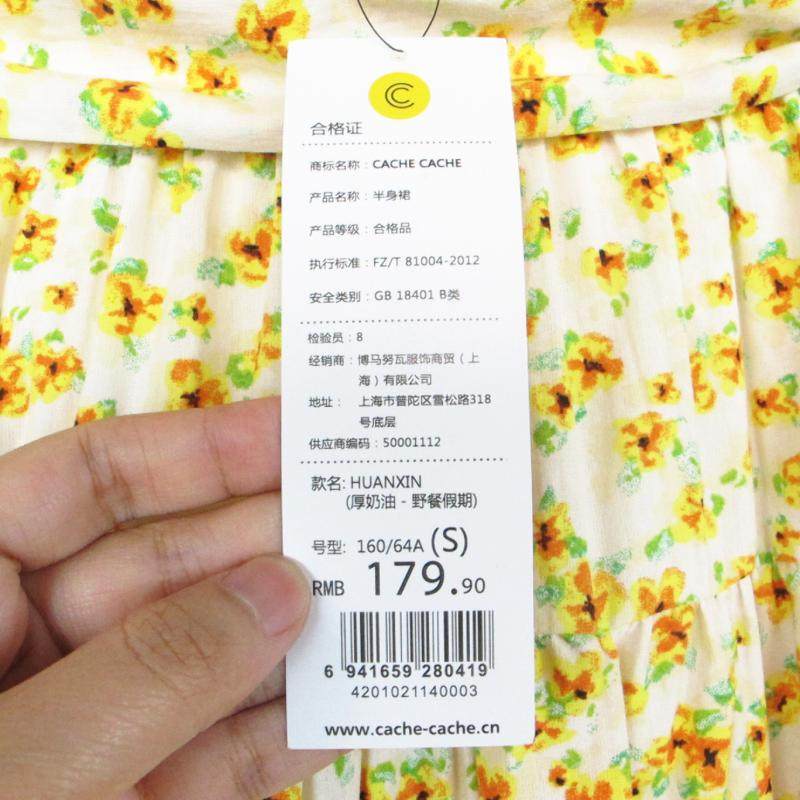 合格证
商标名称：CACHE CACHE
产品名称：半身裙
产品等级：合格品
执行标准：FZ/T 81004-2012
安全类别：GB 18401 B类
检验员：8
经销商：博马努瓦服饰商贸（上
海）有限公司
地址： 上海市普陀区雪松路318
号底层
供应商编码：50001112
款名: HUANXIN
(厚奶油 - 野餐假期)
号型: 160/64A (S)
RMB 179.90
6 941659 280419
4201021140003
www.cache-cache.cn